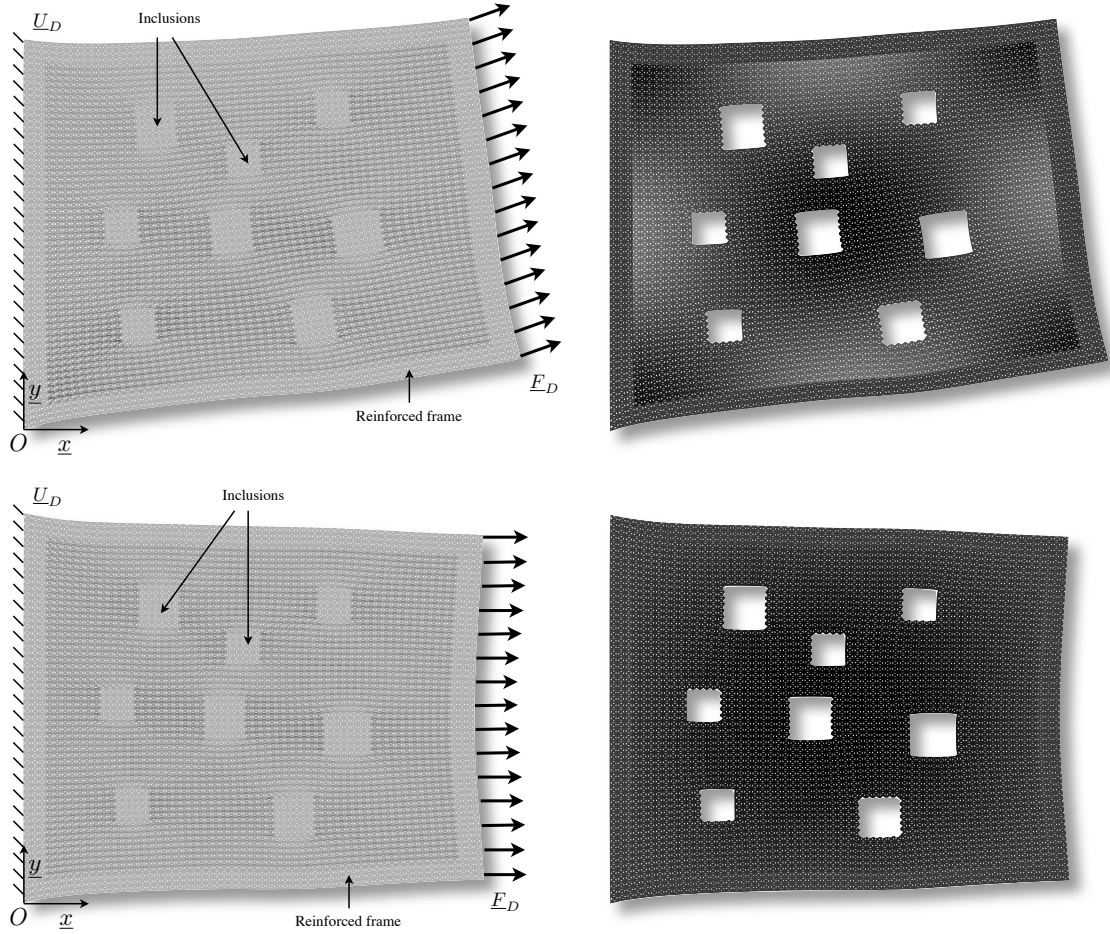 U_D
Inclusions
y
F_D
Reinforced frame
O
x
U_D
Inclusions
y
F_D
O
x
Reinforced frame